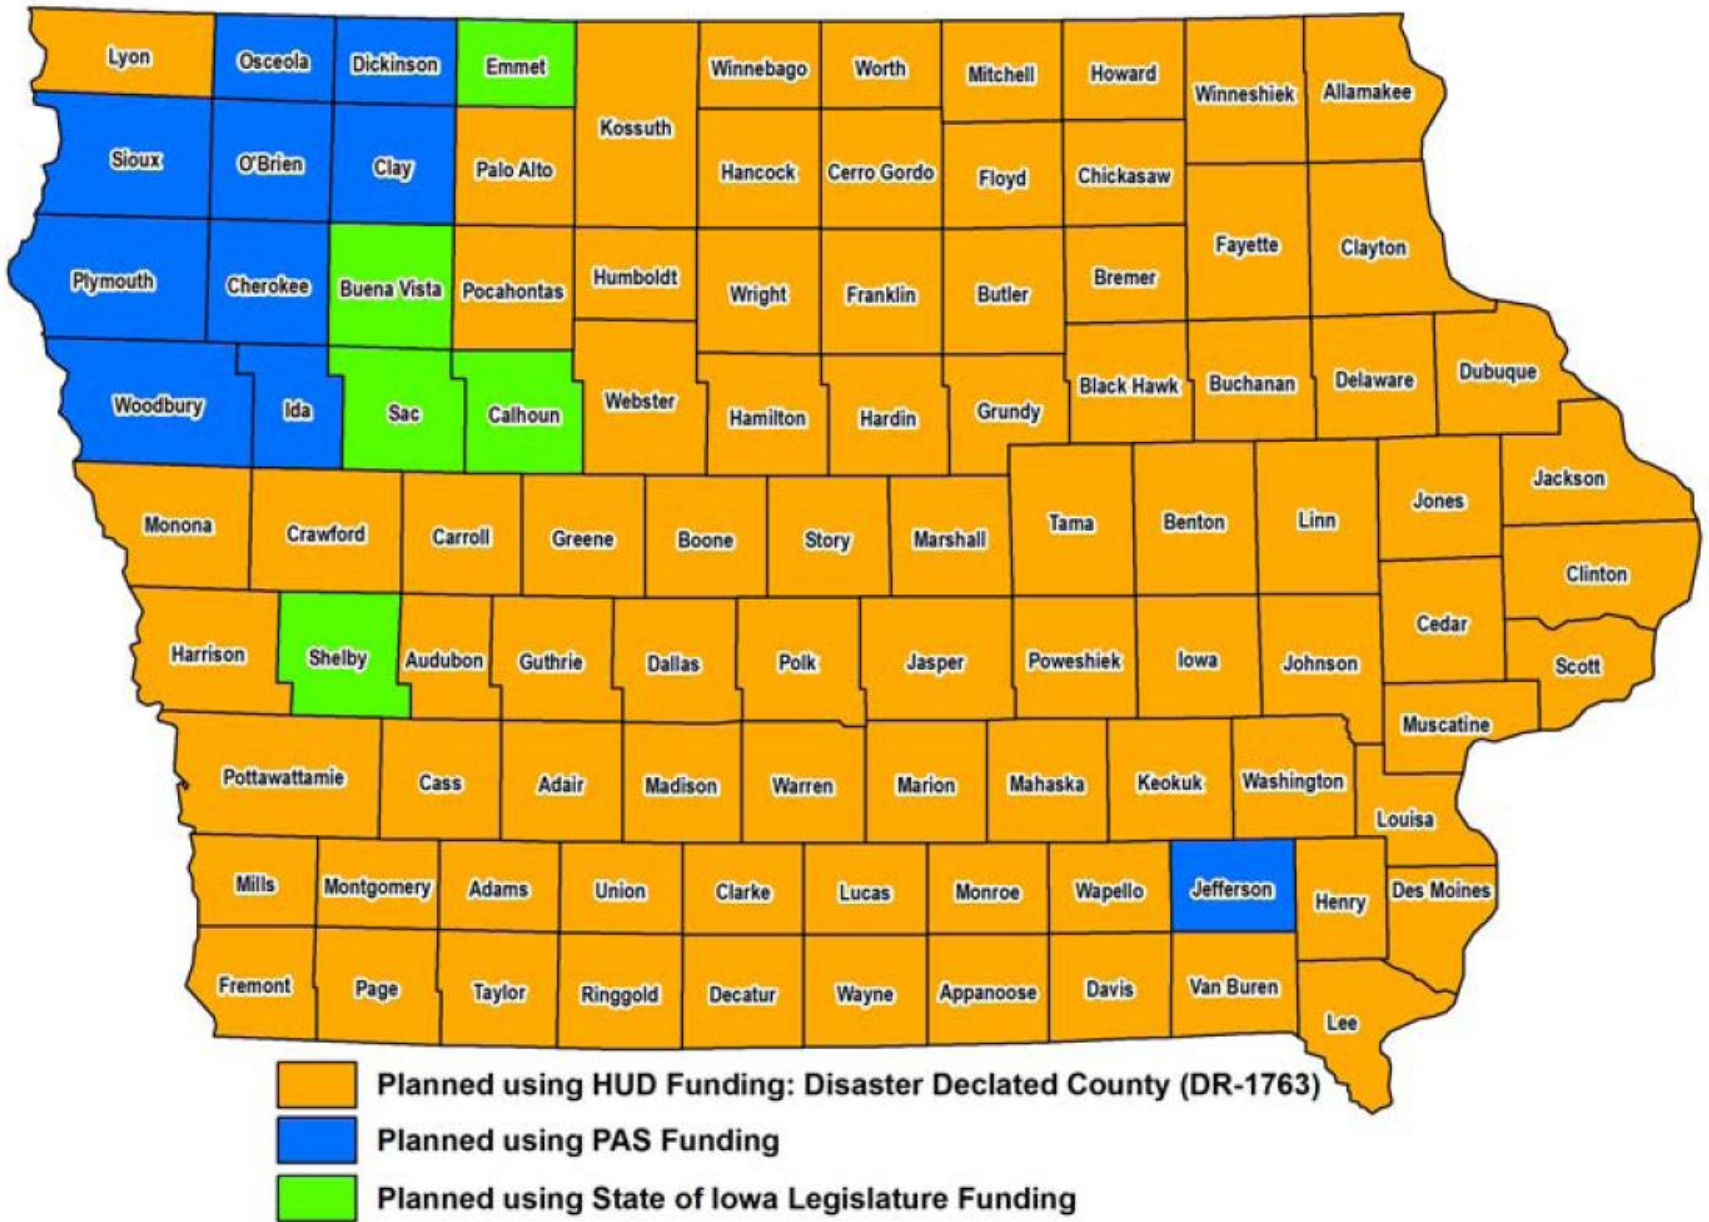 Lyon Osceola Dickinson Emmet Winnebago Worth Mitchell Howard Winneshiek Allamakee
Kossuth
Sioux O'Brien Clay Palo Alto Hancock Cerro Gordo Floyd Chickasaw
Fayette Clayton
Plymouth Cherokee Buena Vista Pocahontas Humboldt Wright Franklin Butler Bremer
Woodbury Ida Sac Calhoun Webster Hamilton Hardin Grundy Black Hawk Buchanan Delaware Dubuque
Jackson
Monona Crawford Carroll Greene Boone Story Marshall Tama Benton Linn Jones
Clinton
Harrison Shelby Audubon Guthrie Dallas Polk Jasper Poweshiek Iowa Johnson Cedar Scott
Muscatine
Pottawattamie Cass Adair Madison Warren Marion Mahaska Keokuk Washington
Louisa
Mills Montgomery Adams Union Clarke Lucas Monroe Wapello Jefferson Henry Des Moines
Fremont Page Taylor Ringgold Decatur Wayne Appanoose Davis Van Buren
Lee
Planned using HUD Funding: Disaster Declated County (DR-1763)
Planned using PAS Funding
Planned using State of Iowa Legislature Funding